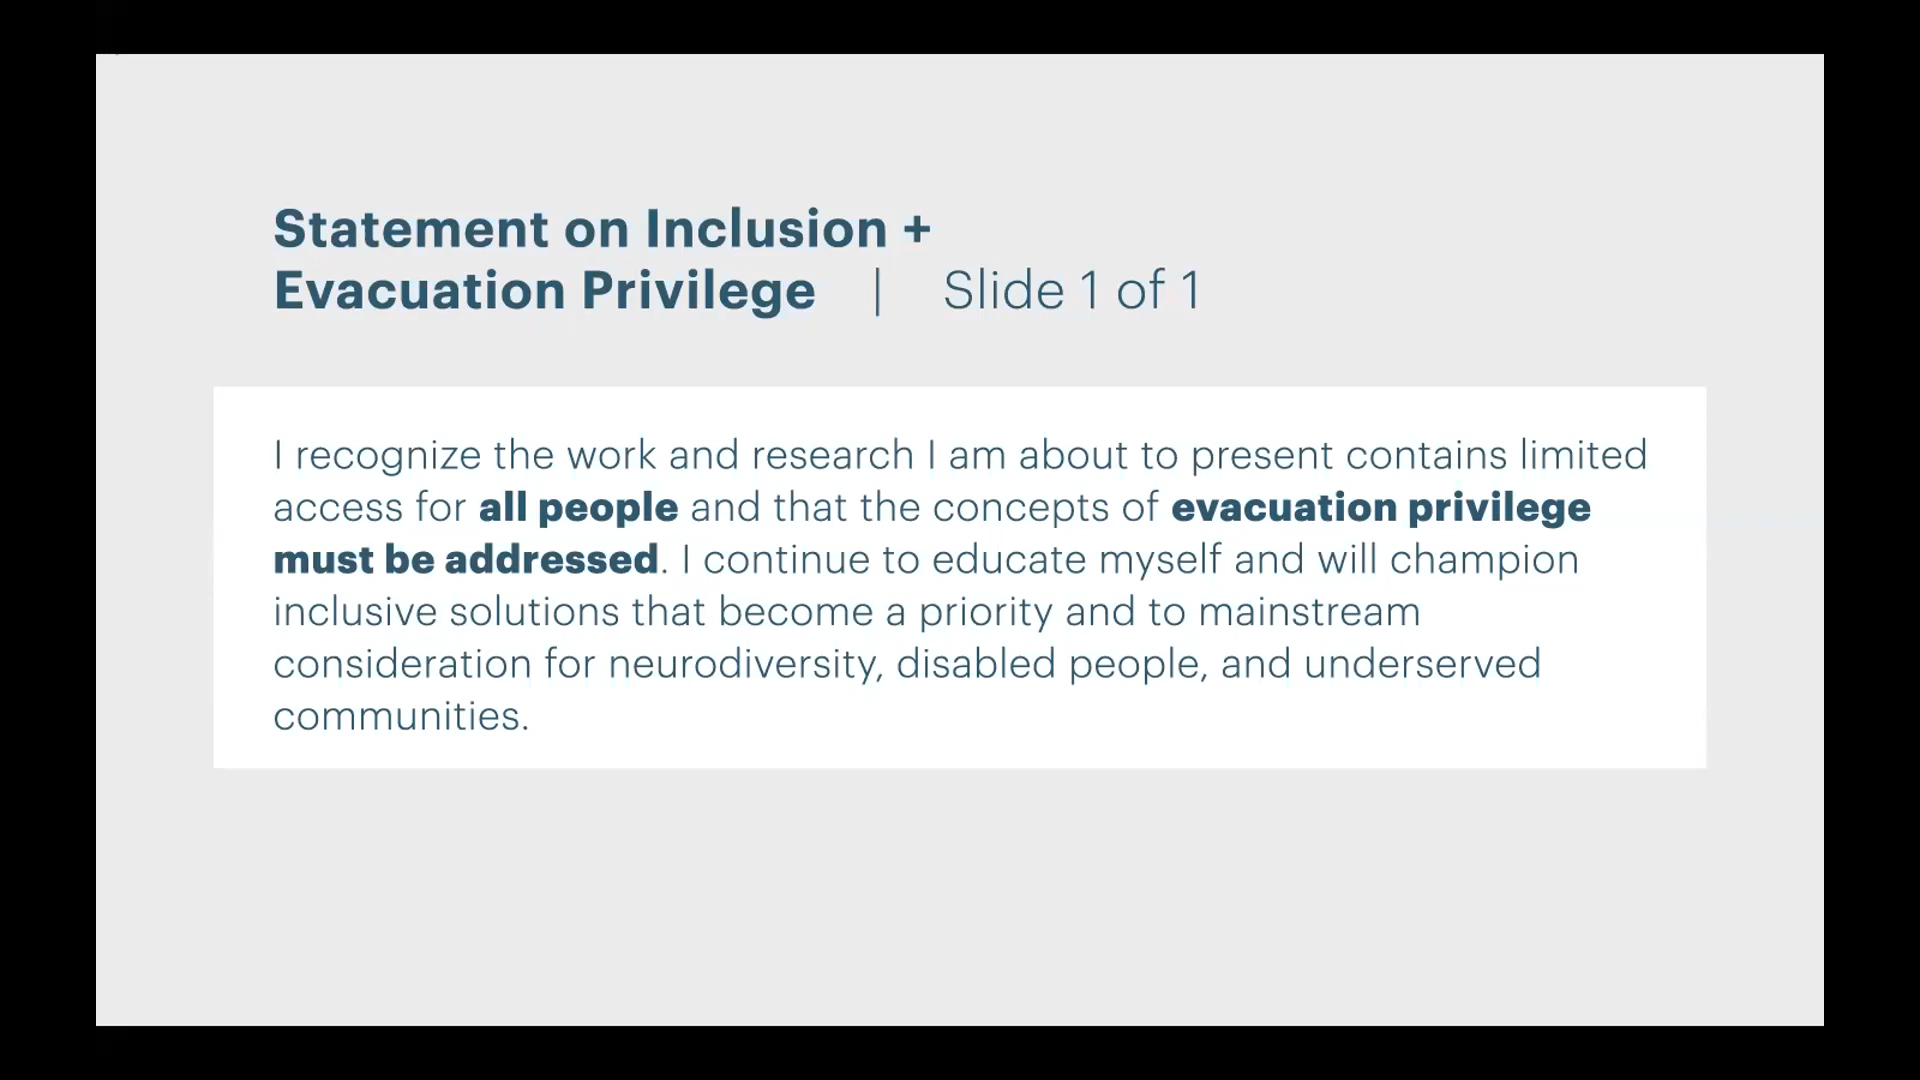 Statement on Inclusion +
Evacuation Privilege | Slide 1 of 1
I recognize the work and research I am about to present contains limited
access for all people and that the concepts of evacuation privilege
must be addressed. I continue to educate myself and will champion
inclusive solutions that become a priority and to mainstream
consideration for neurodiversity, disabled people, and underserved
communities.